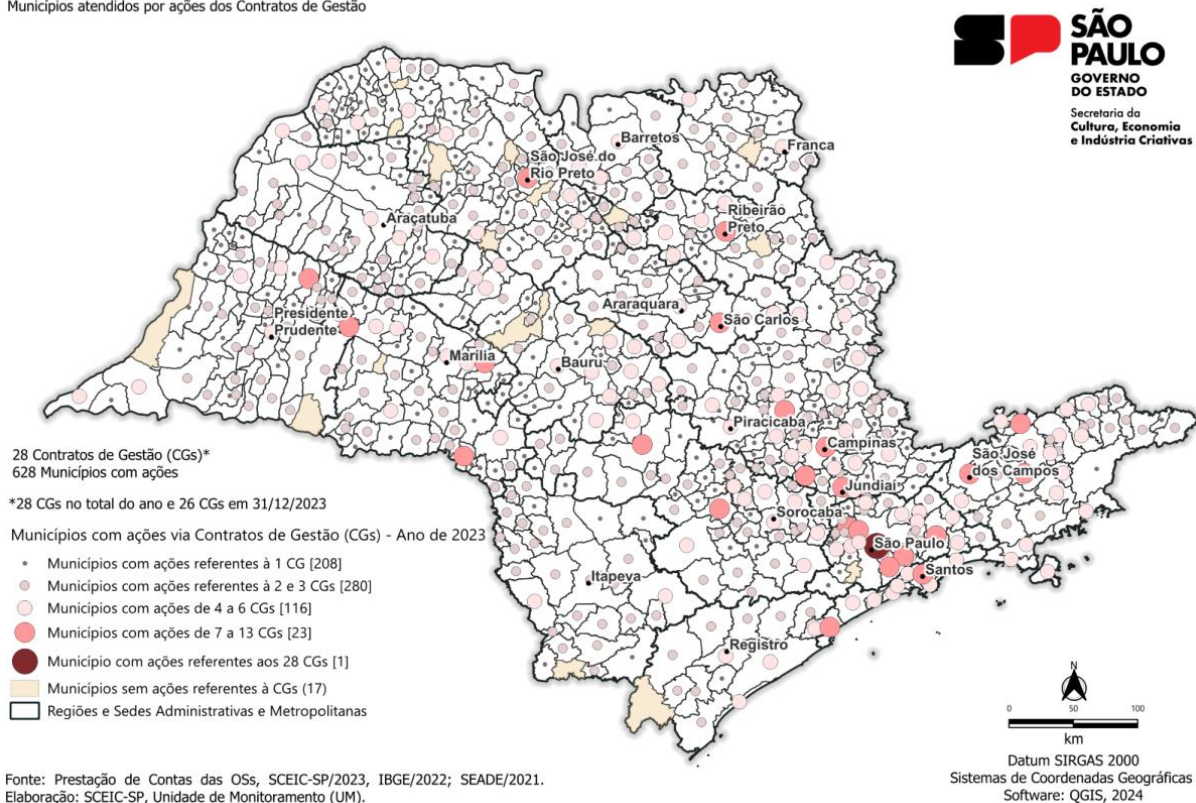 Municípios atendidos por ações dos Contratos de Gestão
SÃO
PAULO
GOVERNO
DO ESTADO
Secretaria da
Cultura, Economia
e Indústria Criativas
Barretos
Franca
São José do
Rio Preto
Ribeirão
Preto
Araçatuba
Araraquara
São Carlos
Presidente
Prudente
Marília
Bauru
Piracicaba
Campinas
São José
dos Campos
Jundiaí
Sorocaba
São Paulo
Santos
Itapeva
Registro
28 Contratos de Gestão (CGs)*
628 Municípios com ações
*28 CGs no total do ano e 26 CGs em 31/12/2023
Municípios com ações via Contratos de Gestão (CGs) - Ano de 2023
Municípios com ações referentes à 1 CG [208]
Municípios com ações referentes à 2 e 3 CGs [280]
Municípios com ações de 4 a 6 CGs [116]
Municípios com ações de 7 a 13 CGs [23]
Município com ações referentes aos 28 CGs [1]
Municípios sem ações referentes à CGs (17)
Regiões e Sedes Administrativas e Metropolitanas
N
0 50 100
km
Datum SIRGAS 2000
Sistemas de Coordenadas Geográficas
Software: QGIS, 2024
Fonte: Prestação de Contas das OSs, SCEIC-SP/2023, IBGE/2022; SEADE/2021.
Elaboração: SCEIC-SP, Unidade de Monitoramento (UM).